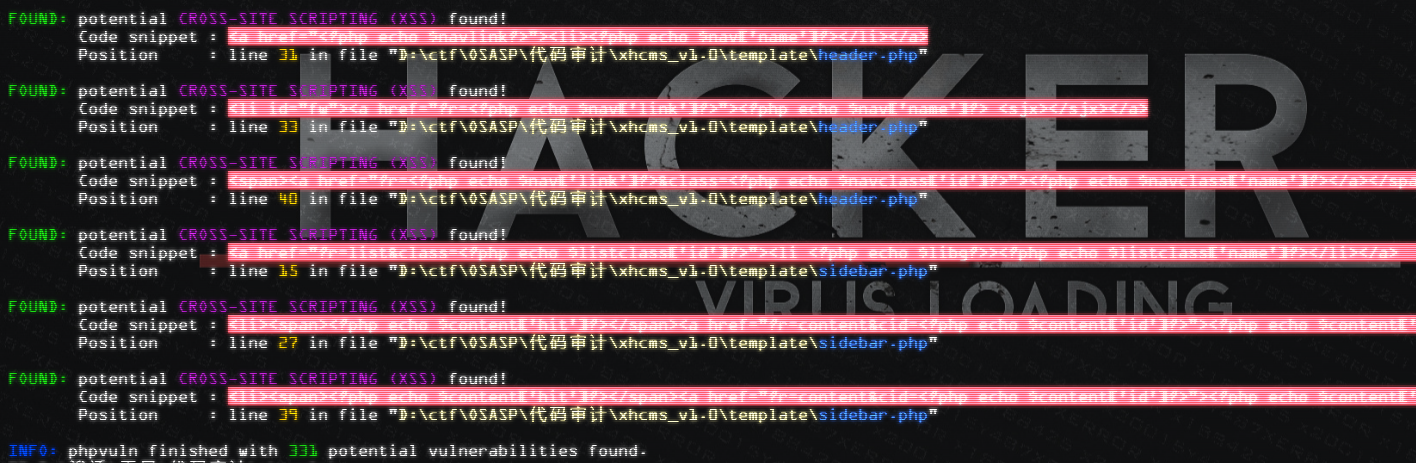 FOUND: potential CROSS-SITE SCRIPTING (XSS) found!
Code snippet : <a href="<?php echo $navlink?>"><li><?php echo $nav['name']?></li></a>
Position : line 31 in file "D:\ctf\0SASP\代码审计\xhcms_v1.0\template\header.php"
FOUND: potential CROSS-SITE SCRIPTING (XSS) found!
Code snippet : <li id="fw"><a href="?r=<?php echo $nav['link']?>"><?php echo $nav['name']?> <sjx></sjx></a>
Position : line 33 in file "D:\ctf\0SASP\代码审计\xhcms_v1.0\template\header.php"
FOUND: potential CROSS-SITE SCRIPTING (XSS) found!
Code snippet : <span><a href="?r=<?php echo $nav['link']?>&class=<?php echo $navclass['id']?>"><?php echo $navclass['name']?></a></spa
Position : line 40 in file "D:\ctf\0SASP\代码审计\xhcms_v1.0\template\header.php"
FOUND: potential CROSS-SITE SCRIPTING (XSS) found!
Code snippet : <a href="?r=list&class=<?php echo $listclass['id']?>"><li <?php echo $libg?>><?php echo $listclass['name']?></li></a>
Position : line 15 in file "D:\ctf\0SASP\代码审计\xhcms_v1.0\template\sidebar.php"
FOUND: potential CROSS-SITE SCRIPTING (XSS) found!
Code snippet : <li><span><?php echo $content['hit']?></span><a href="?r=content&cid=<?php echo $content['id']?>"><?php echo $content['
Position : line 27 in file "D:\ctf\0SASP\代码审计\xhcms_v1.0\template\sidebar.php"
FOUND: potential CROSS-SITE SCRIPTING (XSS) found!
Code snippet : <li><span><?php echo $content['hit']?></span><a href="?r=content&cid=<?php echo $content['id']?>"><?php echo $content['
Position : line 39 in file "D:\ctf\0SASP\代码审计\xhcms_v1.0\template\sidebar.php"
INFO: phpvuln finished with 331 potential vulnerabilities found.
HACKER
VIRUS LOADING